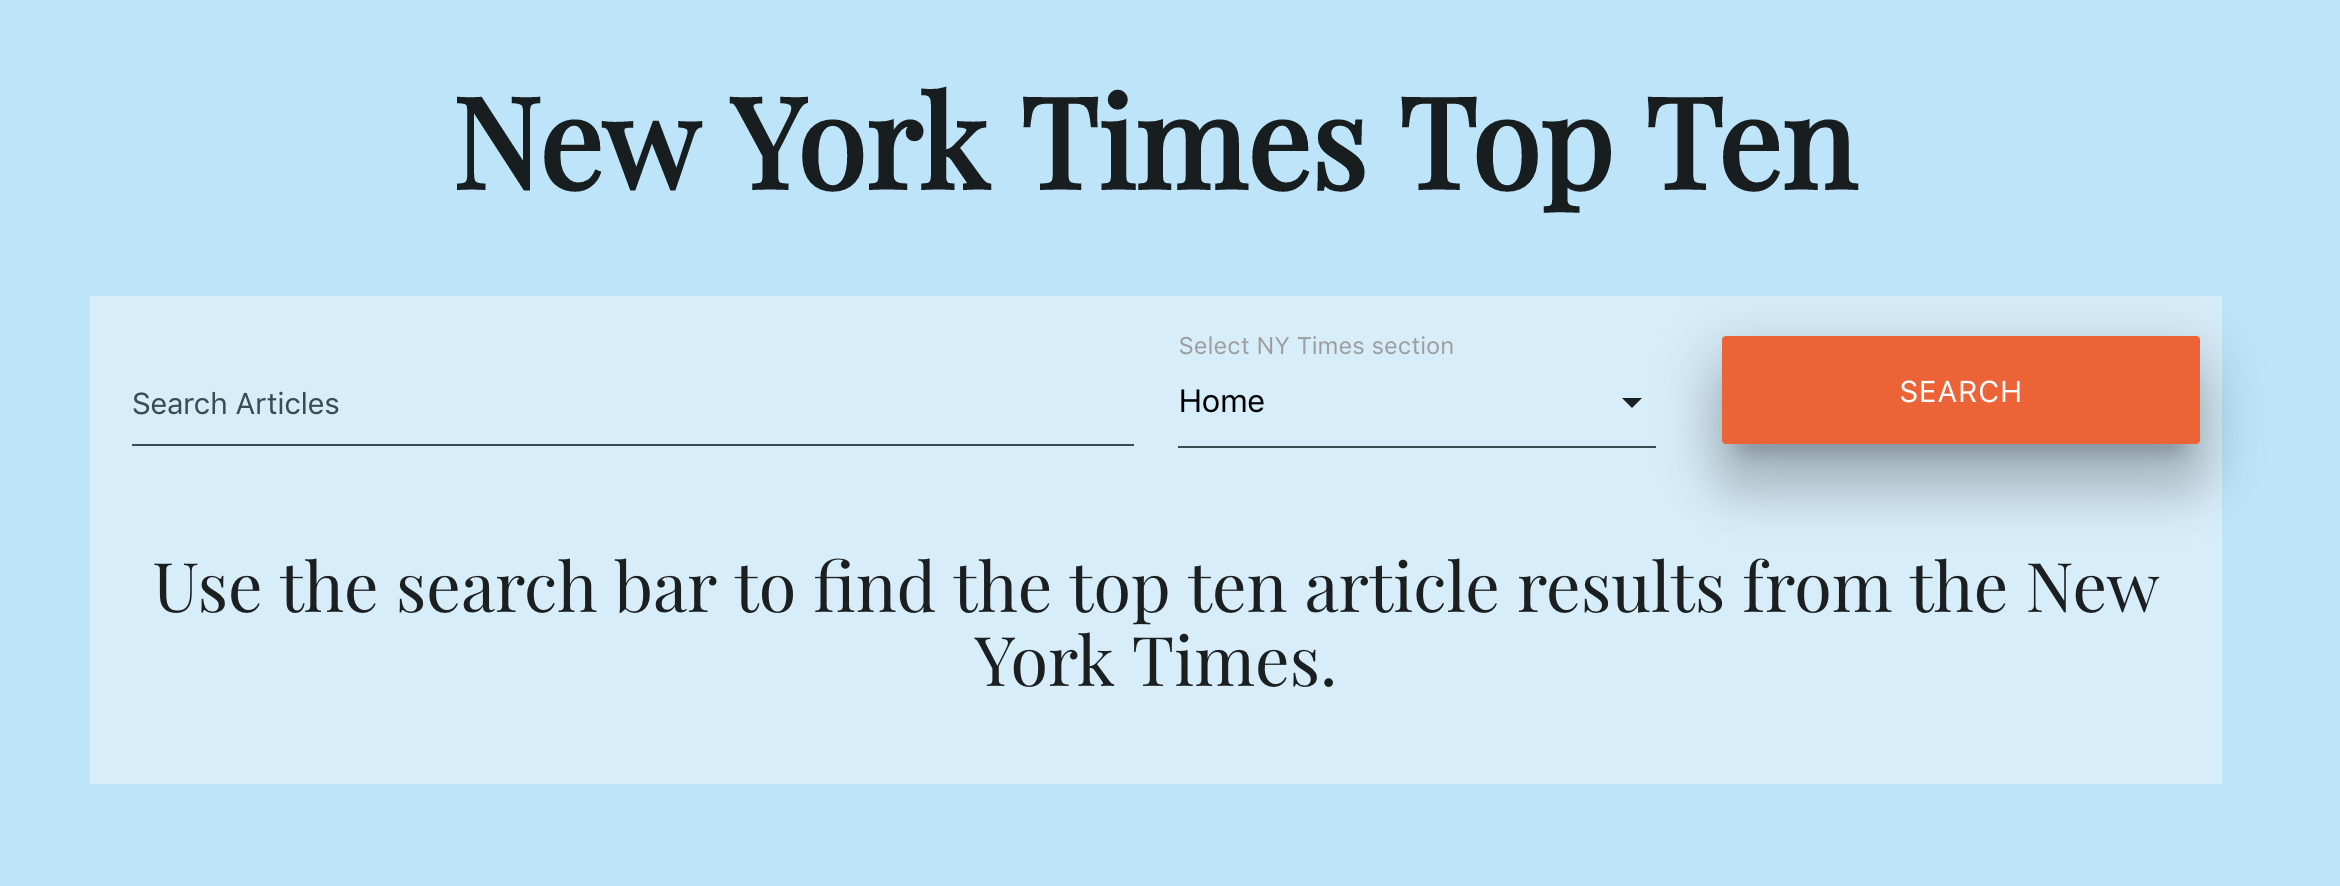 New York Times Top Ten
Select NY Times section
Search Articles
Home
SEARCH
Use the search bar to find the top ten article results from the New
York Times.